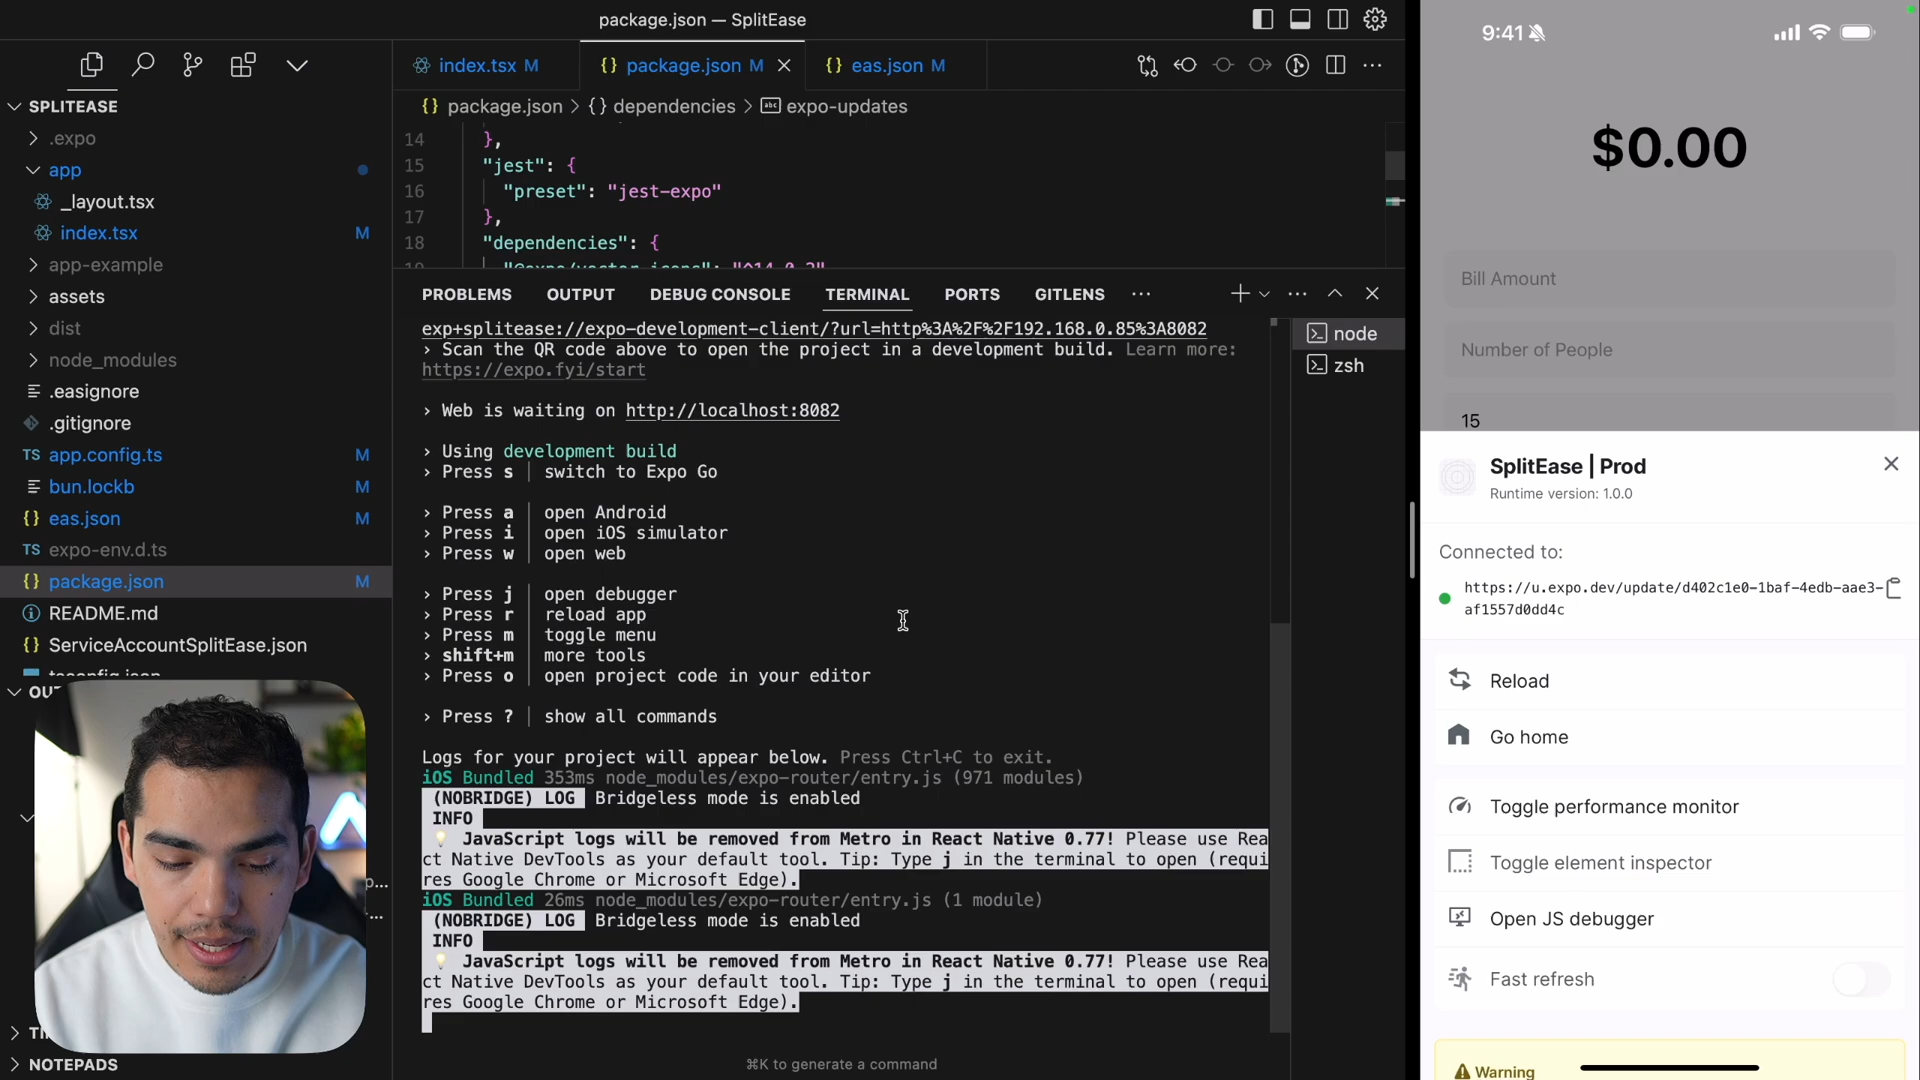 package.json — SplitEase
index.tsx M
package.json M
eas.json M
package.json > {} dependencies > abc expo-updates
SPLITEASE
.expo
app
_layout.tsx
index.tsx M
app-example
assets
dist
node_modules
.easignore
.gitignore
TS app.config.ts M
bun.lockb M
{} eas.json M
TS expo-env.d.ts
{} package.json M
README.md
{} ServiceAccountSplitEase.json
tsconfig.json
OU
p...
...
TI
NOTEPADS
14 },
15 "jest": {
16 "preset": "jest-expo"
17 },
18 "dependencies": {
19 "@expo/vector-icons": "^14.0.2"
PROBLEMS OUTPUT DEBUG CONSOLE TERMINAL PORTS GITLENS ...
node
zsh
exp+splitease://expo-development-client/?url=http%3A%2F%2F192.168.0.85%3A8082
› Scan the QR code above to open the project in a development build. Learn more:
https://expo.fyi/start
› Web is waiting on http://localhost:8082
› Using development build
› Press s │ switch to Expo Go
› Press a │ open Android
› Press i │ open iOS simulator
› Press w │ open web
› Press j │ open debugger
› Press r │ reload app
› Press m │ toggle menu
› shift+m │ more tools
› Press o │ open project code in your editor
› Press ? │ show all commands
Logs for your project will appear below. Press Ctrl+C to exit.
iOS Bundled 353ms node_modules/expo-router/entry.js (971 modules)
(NOBRIDGE) LOG Bridgeless mode is enabled
INFO
💡 JavaScript logs will be removed from Metro in React Native 0.77! Please use Rea
ct Native DevTools as your default tool. Tip: Type j in the terminal to open (requi
res Google Chrome or Microsoft Edge).
iOS Bundled 26ms node_modules/expo-router/entry.js (1 module)
(NOBRIDGE) LOG Bridgeless mode is enabled
INFO
💡 JavaScript logs will be removed from Metro in React Native 0.77! Please use Rea
ct Native DevTools as your default tool. Tip: Type j in the terminal to open (requi
res Google Chrome or Microsoft Edge).
⌘K to generate a command
9:41
$0.00
Bill Amount
Number of People
15
SplitEase | Prod
Runtime version: 1.0.0
Connected to:
https://u.expo.dev/update/d402c1e0-1baf-4edb-aae3-
af1557d0dd4c
Reload
Go home
Toggle performance monitor
Toggle element inspector
Open JS debugger
Fast refresh
Warning